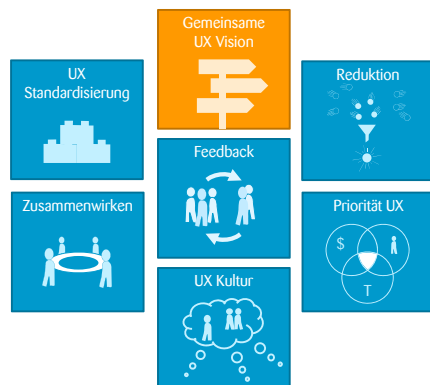 Gemeinsame
UX Vision
UX
Standardisierung
Reduktion
Feedback
Zusammenwirken
Priorität UX
$
T
UX Kultur